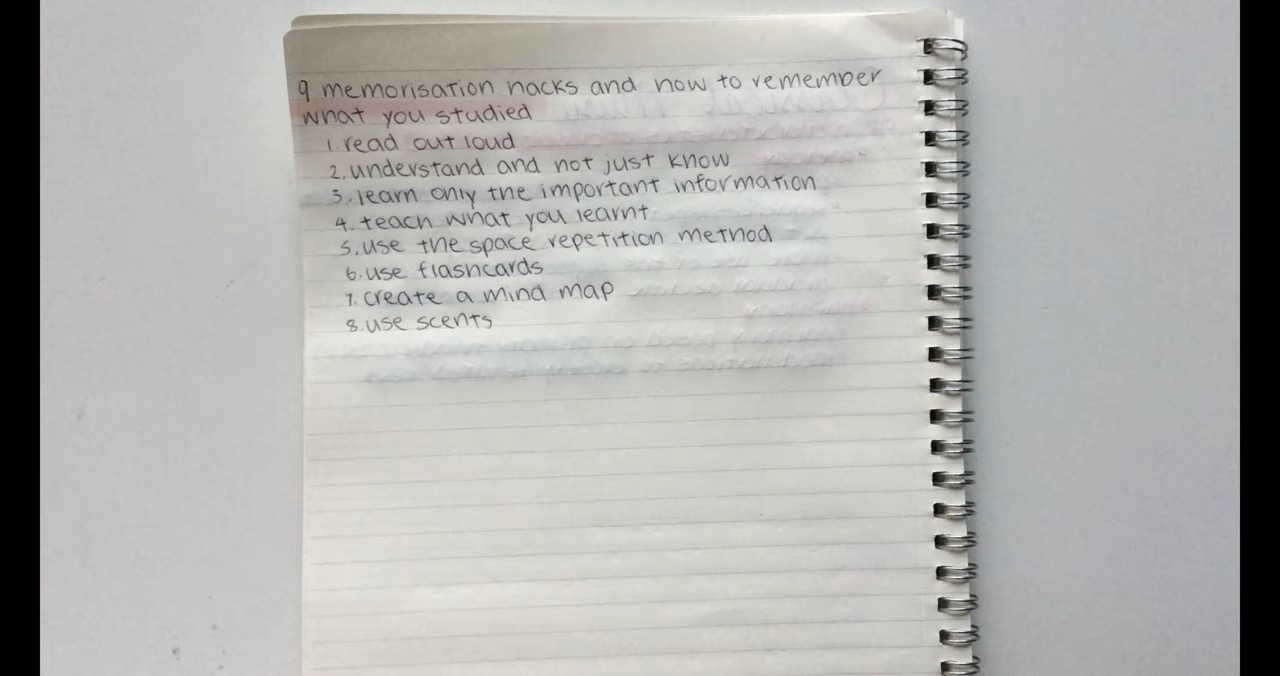 9 memorisation hacks and how to remember
what you studied
1. read out loud
2. understand and not just know
3. learn only the important information
4. teach what you learnt
5. use the space repetition method
6. use flashcards
7. create a mind map
8. use scents